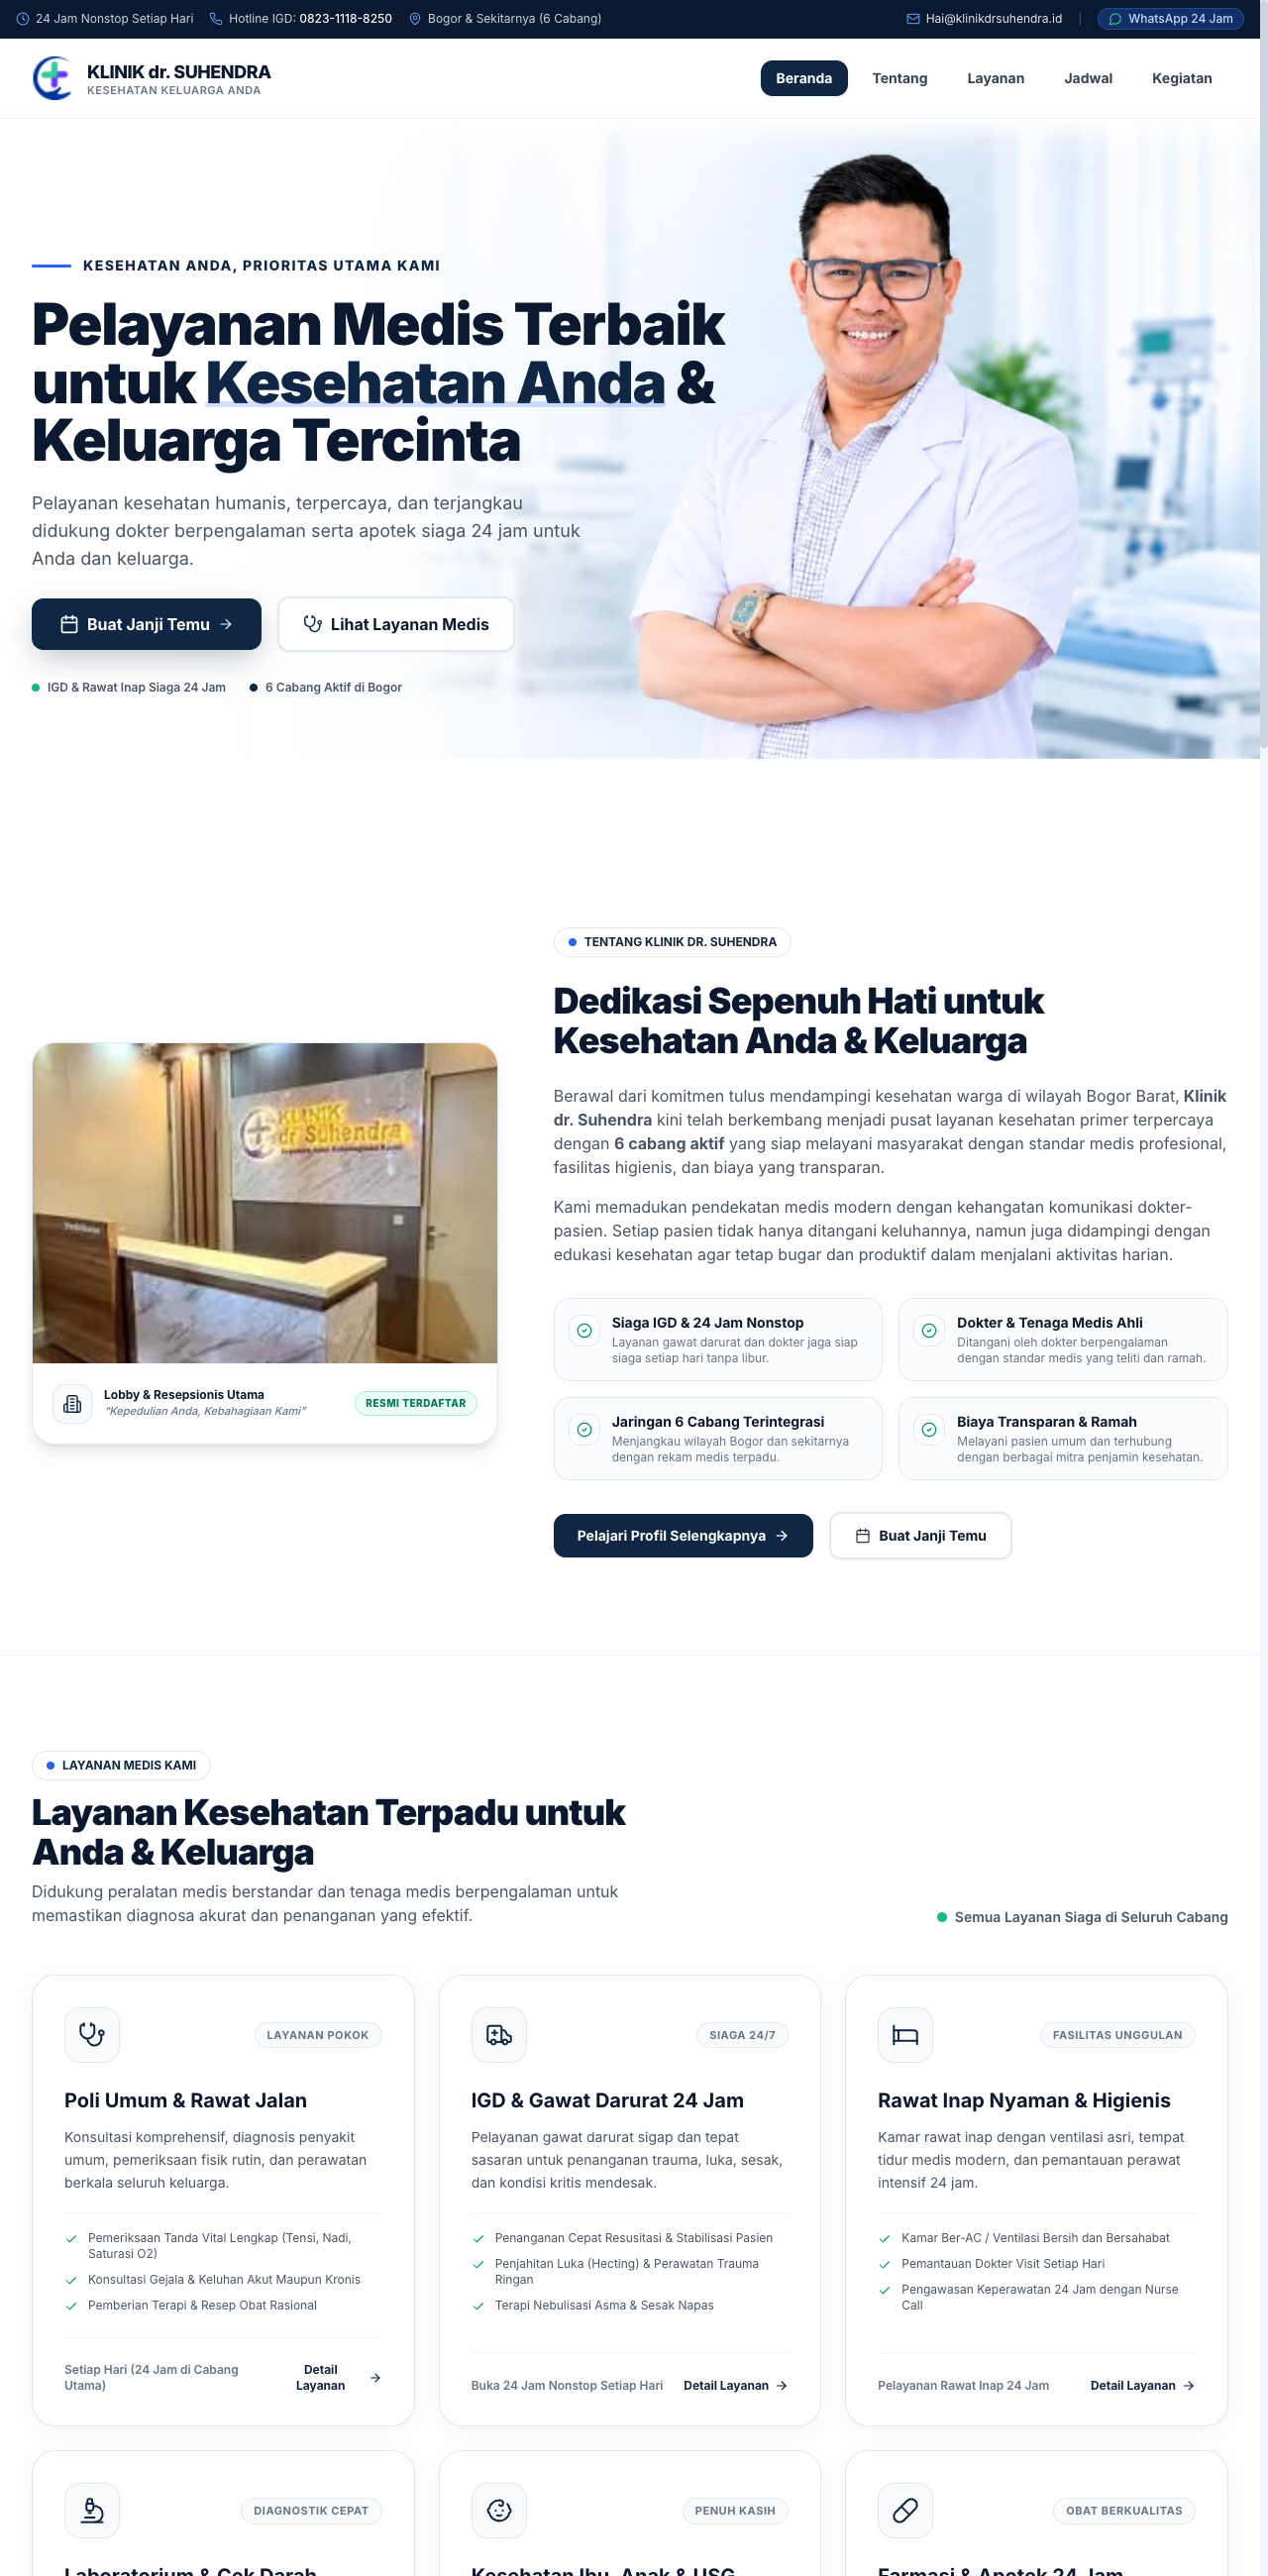 24 Jam Nonstop Setiap Hari
Hotline IGD: 0823-1118-8250
Bogor & Sekitarnya (6 Cabang)
Hai@klinikdrsuhendra.id
WhatsApp 24 Jam
KLINIK dr. SUHENDRA
KESEHATAN KELUARGA ANDA
Beranda
Tentang
Layanan
Jadwal
Kegiatan
KESEHATAN ANDA, PRIORITAS UTAMA KAMI
Pelayanan Medis Terbaik
untuk Kesehatan Anda &
Keluarga Tercinta
Pelayanan kesehatan humanis, terpercaya, dan terjangkau
didukung dokter berpengalaman serta apotek siaga 24 jam untuk
Anda dan keluarga.
Buat Janji Temu
Lihat Layanan Medis
IGD & Rawat Inap Siaga 24 Jam
6 Cabang Aktif di Bogor
KLINIK
dr Suhendra
Lobby & Resepsionis Utama
"Kepedulian Anda, Kebahagiaan Kami"
RESMI TERDAFTAR
TENTANG KLINIK DR. SUHENDRA
Dedikasi Sepenuh Hati untuk
Kesehatan Anda & Keluarga
Berawal dari komitmen tulus mendampingi kesehatan warga di wilayah Bogor Barat, Klinik
dr. Suhendra kini telah berkembang menjadi pusat layanan kesehatan primer terpercaya
dengan 6 cabang aktif yang siap melayani masyarakat dengan standar medis profesional,
fasilitas higienis, dan biaya yang transparan.
Kami memadukan pendekatan medis modern dengan kehangatan komunikasi dokter-
pasien. Setiap pasien tidak hanya ditangani keluhannya, namun juga didampingi dengan
edukasi kesehatan agar tetap bugar dan produktif dalam menjalani aktivitas harian.
Siaga IGD & 24 Jam Nonstop
Layanan gawat darurat dan dokter jaga siap
siaga setiap hari tanpa libur.
Dokter & Tenaga Medis Ahli
Ditangani oleh dokter berpengalaman
dengan standar medis yang teliti dan ramah.
Jaringan 6 Cabang Terintegrasi
Menjangkau wilayah Bogor dan sekitarnya
dengan rekam medis terpadu.
Biaya Transparan & Ramah
Melayani pasien umum dan terhubung
dengan berbagai mitra penjamin kesehatan.
Pelajari Profil Selengkapnya
Buat Janji Temu
LAYANAN MEDIS KAMI
Layanan Kesehatan Terpadu untuk
Anda & Keluarga
Didukung peralatan medis berstandar dan tenaga medis berpengalaman untuk
memastikan diagnosa akurat dan penanganan yang efektif.
Semua Layanan Siaga di Seluruh Cabang
LAYANAN POKOK
Poli Umum & Rawat Jalan
Konsultasi komprehensif, diagnosis penyakit
umum, pemeriksaan fisik rutin, dan perawatan
berkala seluruh keluarga.
Pemeriksaan Tanda Vital Lengkap (Tensi, Nadi,
Saturasi O2)
Konsultasi Gejala & Keluhan Akut Maupun Kronis
Pemberian Terapi & Resep Obat Rasional
Setiap Hari (24 Jam di Cabang
Utama)
Detail
Layanan
SIAGA 24/7
IGD & Gawat Darurat 24 Jam
Pelayanan gawat darurat sigap dan tepat
sasaran untuk penanganan trauma, luka, sesak,
dan kondisi kritis mendesak.
Penanganan Cepat Resusitasi & Stabilisasi Pasien
Penjahitan Luka (Hecting) & Perawatan Trauma
Ringan
Terapi Nebulisasi Asma & Sesak Napas
Buka 24 Jam Nonstop Setiap Hari
Detail Layanan
FASILITAS UNGGULAN
Rawat Inap Nyaman & Higienis
Kamar rawat inap dengan ventilasi asri, tempat
tidur medis modern, dan pemantauan perawat
intensif 24 jam.
Kamar Ber-AC / Ventilasi Bersih dan Bersahabat
Pemantauan Dokter Visit Setiap Hari
Pengawasan Keperawatan 24 Jam dengan Nurse
Call
Pelayanan Rawat Inap 24 Jam
Detail Layanan
DIAGNOSTIK CEPAT
Laboratorium & Cek Darah
PENUH KASIH
Kesehatan Ibu, Anak & USG
OBAT BERKUALITAS
Farmasi & Apotek 24 Jam